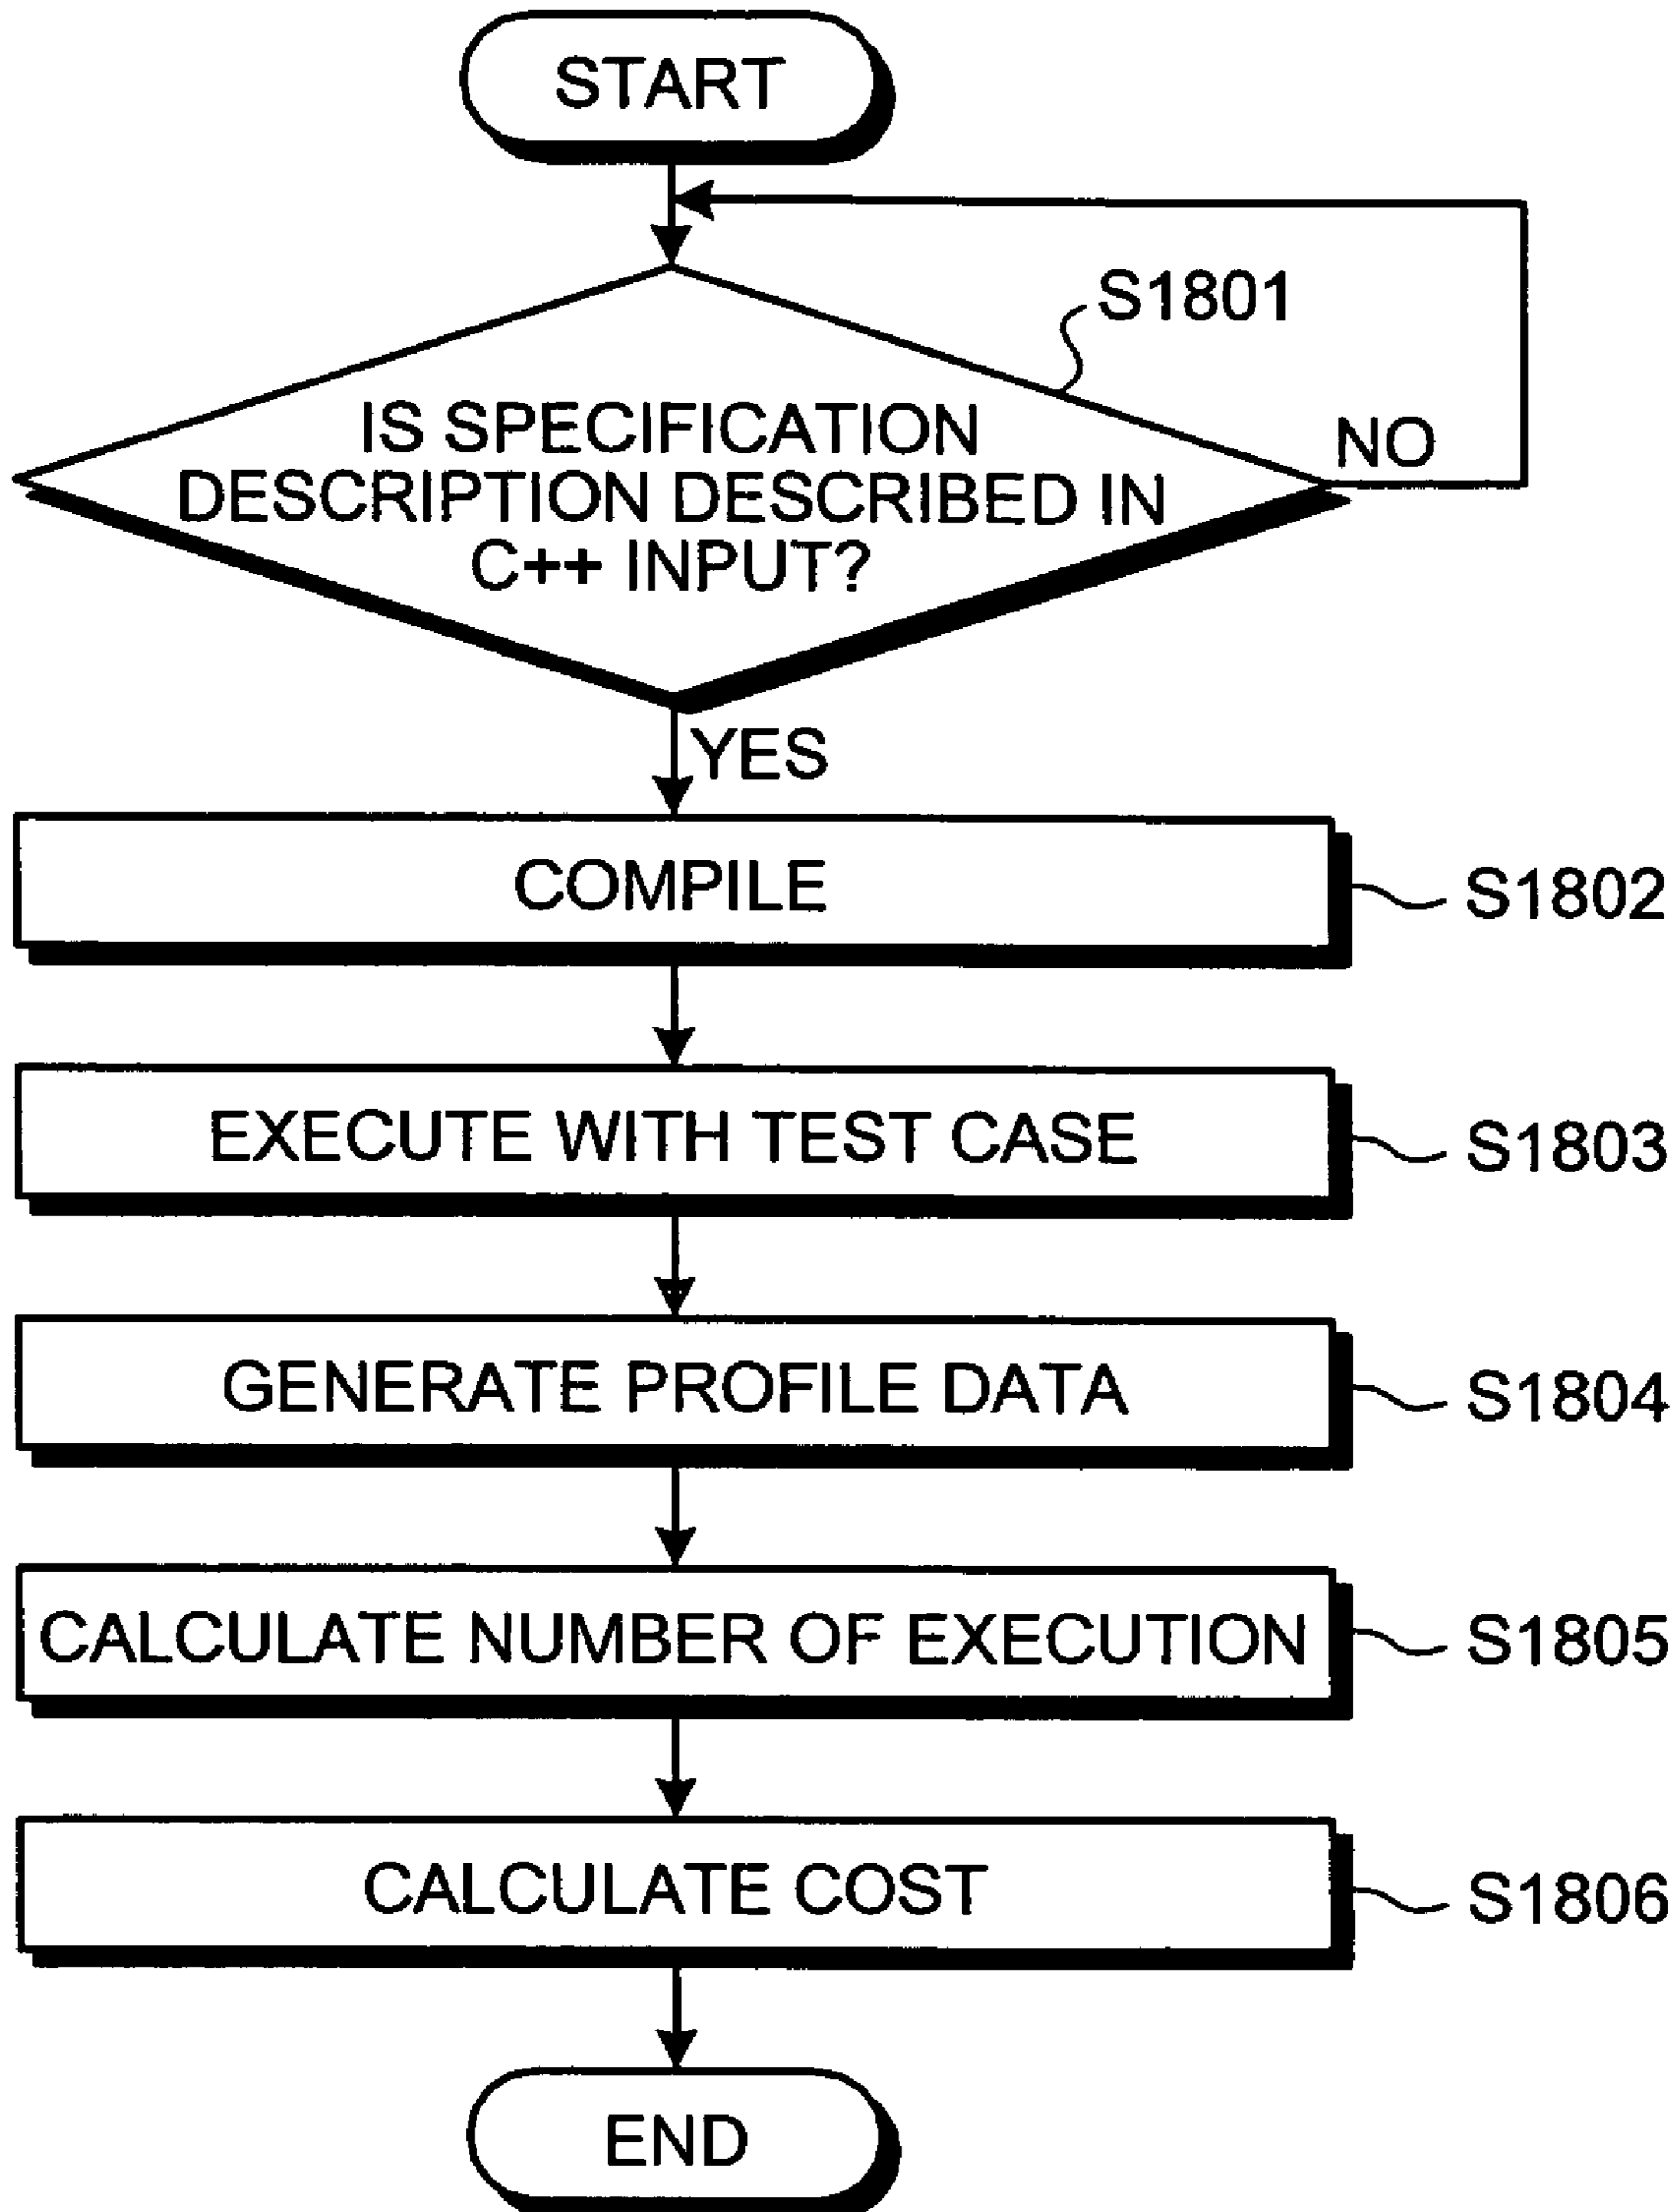 START
S1801
IS SPECIFICATION
DESCRIPTION DESCRIBED IN
C++ INPUT?
NO
YES
COMPILE
S1802
EXECUTE WITH TEST CASE
S1803
GENERATE PROFILE DATA
S1804
CALCULATE NUMBER OF EXECUTION
S1805
CALCULATE COST
S1806
END